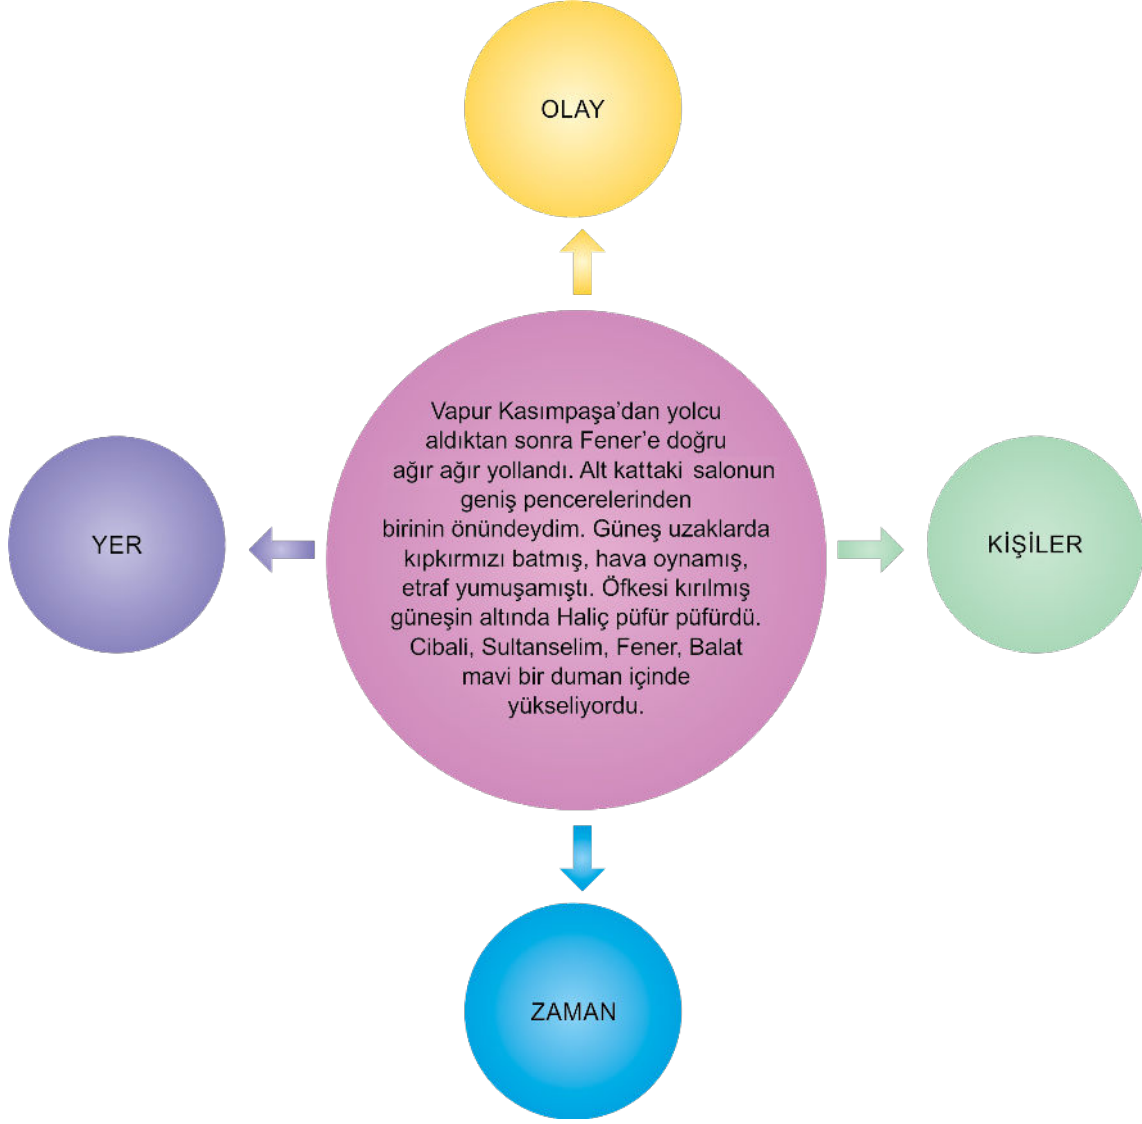 OLAY
Vapur Kasımpaşa’dan yolcu
aldıktan sonra Fener’e doğru
ağır ağır yollandı. Alt kattaki salonun
geniş pencerelerinden
birinin önündeydim. Güneş uzaklarda
kıpkırmızı batmış, hava oynamış,
etraf yumuşamıştı. Öfkesi kırılmış
güneşin altında Haliç püfür püfürdü.
Cibali, Sultanselim, Fener, Balat
mavi bir duman içinde
yükseliyordu.
YER
KİŞİLER
ZAMAN